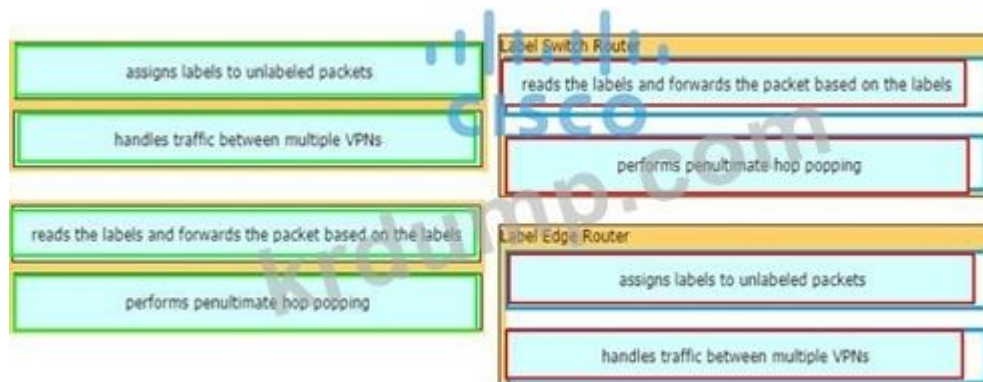 assigns labels to unlabeled packets
handles traffic between multiple VPNs
reads the labels and forwards the packet based on the labels
performs penultimate hop popping
Label Switch Router
reads the labels and forwards the packet based on the labels
performs penultimate hop popping
Label Edge Router
assigns labels to unlabeled packets
handles traffic between multiple VPNs
CISCO
krdump.com